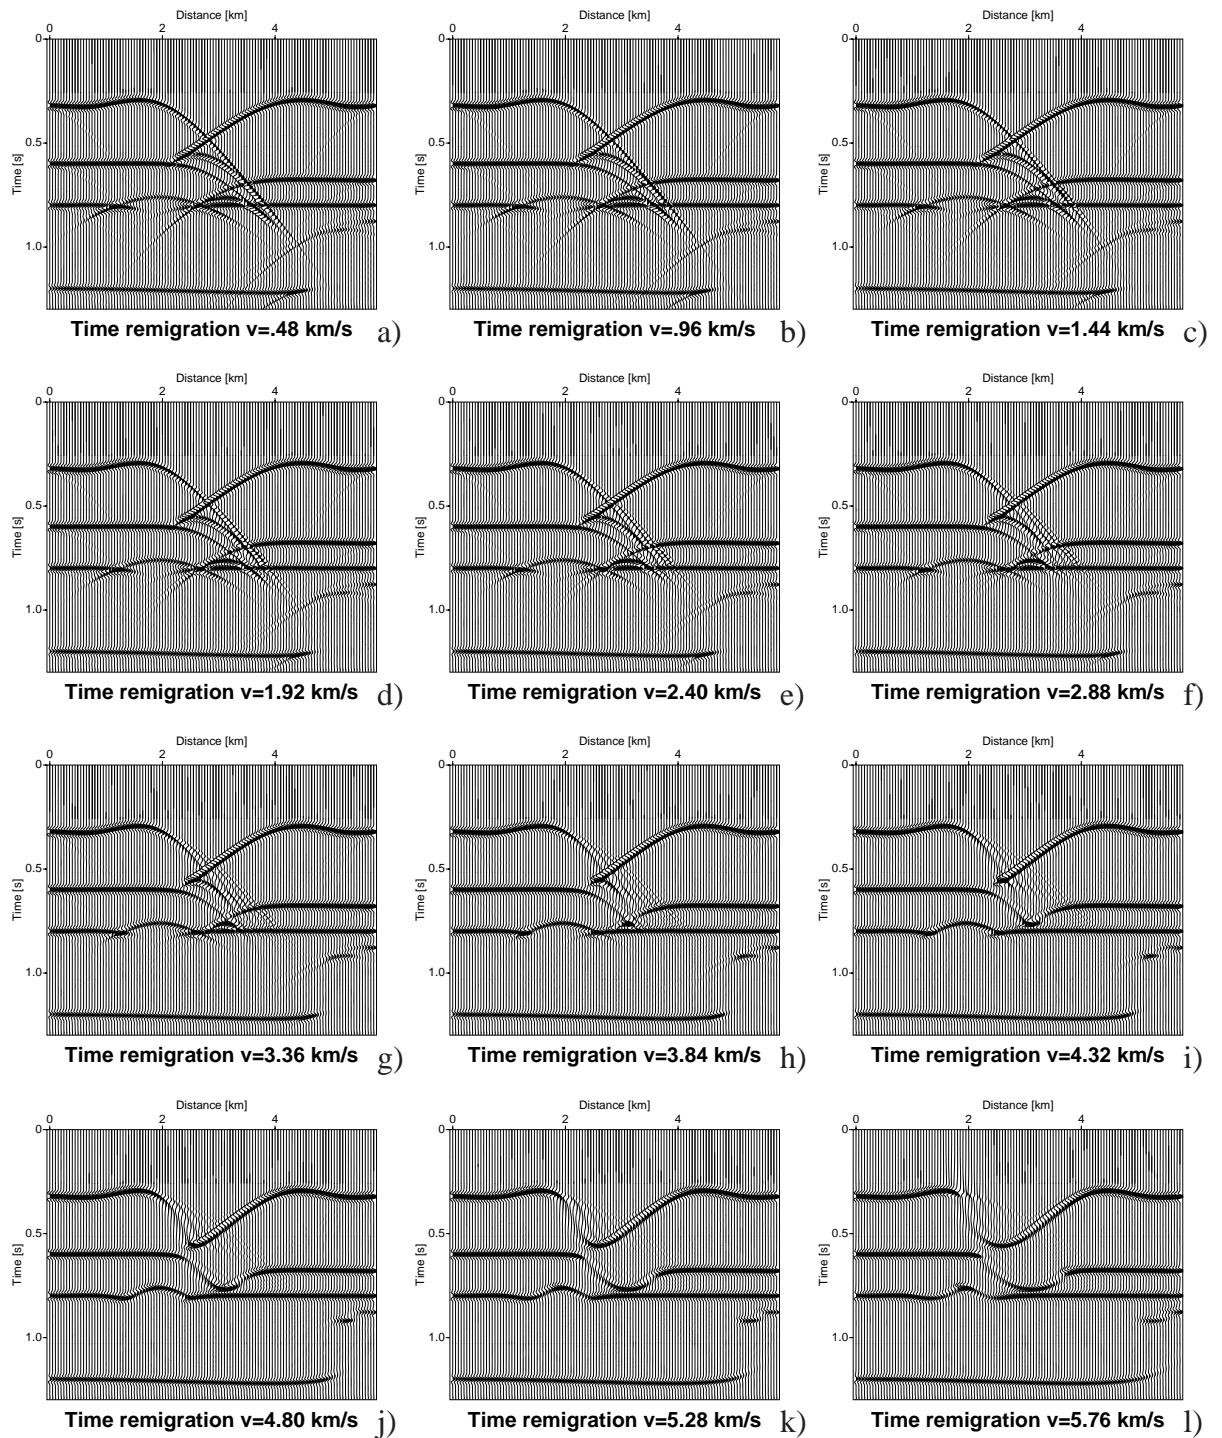 Distance [km] Distance [km] Distance [km]
0 2 4 0 2 4 0 2 4
0 0 0
0.5 0.5 0.5
Time [s] Time [s] Time [s]
1.0 1.0 1.0
Time remigration v=.48 km/s a) Time remigration v=.96 km/s b) Time remigration v=1.44 km/s c)
Distance [km] Distance [km] Distance [km]
0 2 4 0 2 4 0 2 4
0 0 0
0.5 0.5 0.5
Time [s] Time [s] Time [s]
1.0 1.0 1.0
Time remigration v=1.92 km/s d) Time remigration v=2.40 km/s e) Time remigration v=2.88 km/s f)
Distance [km] Distance [km] Distance [km]
0 2 4 0 2 4 0 2 4
0 0 0
0.5 0.5 0.5
Time [s] Time [s] Time [s]
1.0 1.0 1.0
Time remigration v=3.36 km/s g) Time remigration v=3.84 km/s h) Time remigration v=4.32 km/s i)
Distance [km] Distance [km] Distance [km]
0 2 4 0 2 4 0 2 4
0 0 0
0.5 0.5 0.5
Time [s] Time [s] Time [s]
1.0 1.0 1.0
Time remigration v=4.80 km/s j) Time remigration v=5.28 km/s k) Time remigration v=5.76 km/s l)